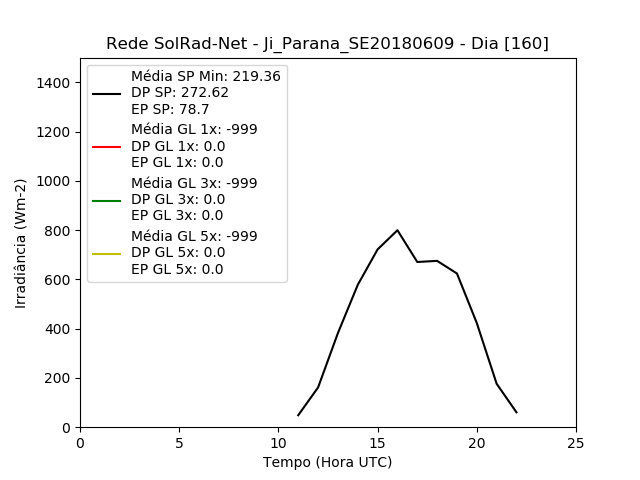 Rede SolRad-Net - Ji_Parana_SE20180609 - Dia [160]
Média SP Min: 219.36
DP SP: 272.62
EP SP: 78.7
Média GL 1x: -999
DP GL 1x: 0.0
EP GL 1x: 0.0
Média GL 3x: -999
DP GL 3x: 0.0
EP GL 3x: 0.0
Média GL 5x: -999
DP GL 5x: 0.0
EP GL 5x: 0.0
Irradiância (Wm-2)
1400
1200
1000
800
600
400
200
0
0 5 10 15 20 25
Tempo (Hora UTC)